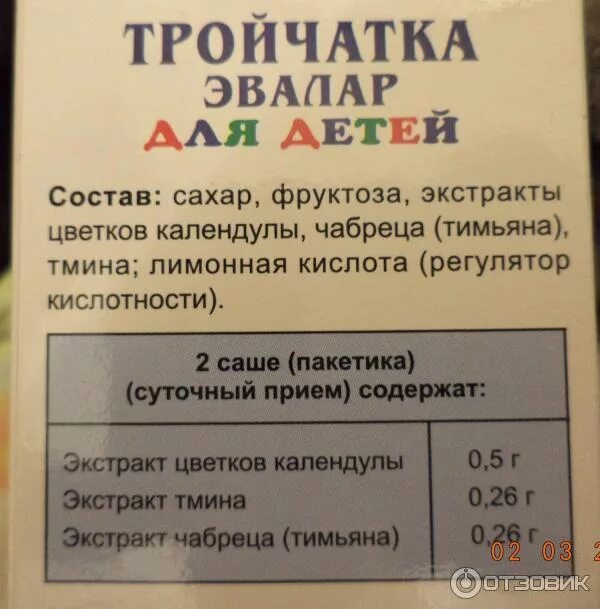 ТРОЙЧАТКА
ЭВАЛАР
ДЛЯ ДЕТЕЙ
Состав: сахар, фруктоза, экстракты
цветков календулы, чабреца (тимьяна),
тмина; лимонная кислота (регулятор
кислотности).
2 саше (пакетика)
(суточный прием) содержат:
Экстракт цветков календулы 0,5 г
Экстракт тмина 0,26 г
Экстракт чабреца (тимьяна) 0,26 г
02 03 2
ОТЗОВИК